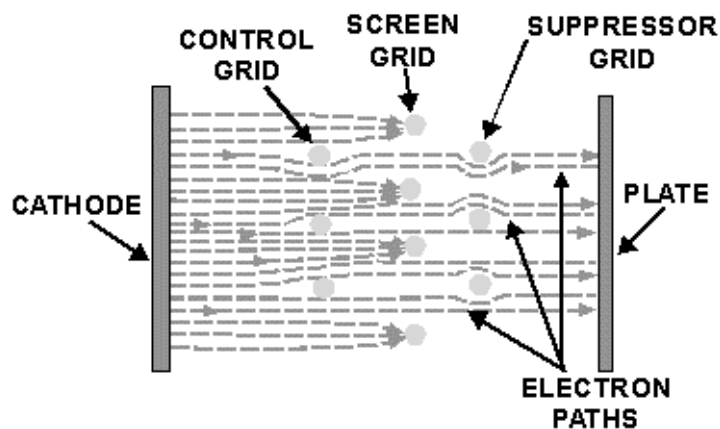 CONTROL
GRID
SCREEN
GRID
SUPPRESSOR
GRID
CATHODE
PLATE
ELECTRON
PATHS